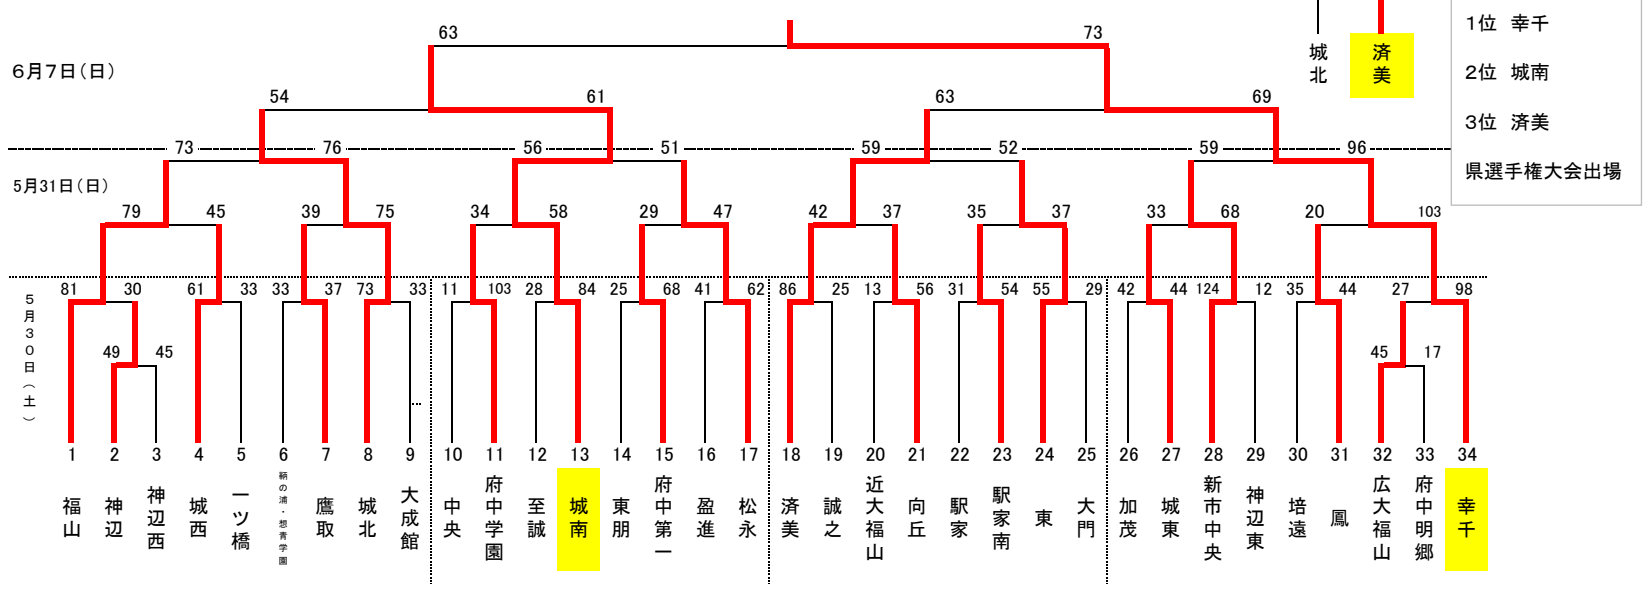 63 73
城北 済美
1位 幸千
2位 城南
3位 済美
県選手権大会出場
6月7日(日)
54 61 63 69
73 76 56 51 59 52 59 96
5月31日(日)
79 45 39 75 34 58 29 47 42 37 35 37 33 68 20 103
5月30日(土)
81 30 61 33 33 37 73 33 11 103 28 84 25 68 41 62 86 25 13 56 31 54 55 29 42 44 124 12 35 44 27 98
49 45 45 17
1 2 3 4 5 6 7 8 9 10 11 12 13 14 15 16 17 18 19 20 21 22 23 24 25 26 27 28 29 30 31 32 33 34
福山
神辺
神辺西
城西
一ツ橋
鞆の浦・想青学園
鷹取
城北
大成館
中央
府中学園
至誠
城南
東朋
府中第一
盈進
松永
済美
誠之
近大福山
向丘
駅家
駅家南
東
大門
加茂
城東
新市中央
神辺東
培遠
鳳
広大福山
府中明郷
幸千